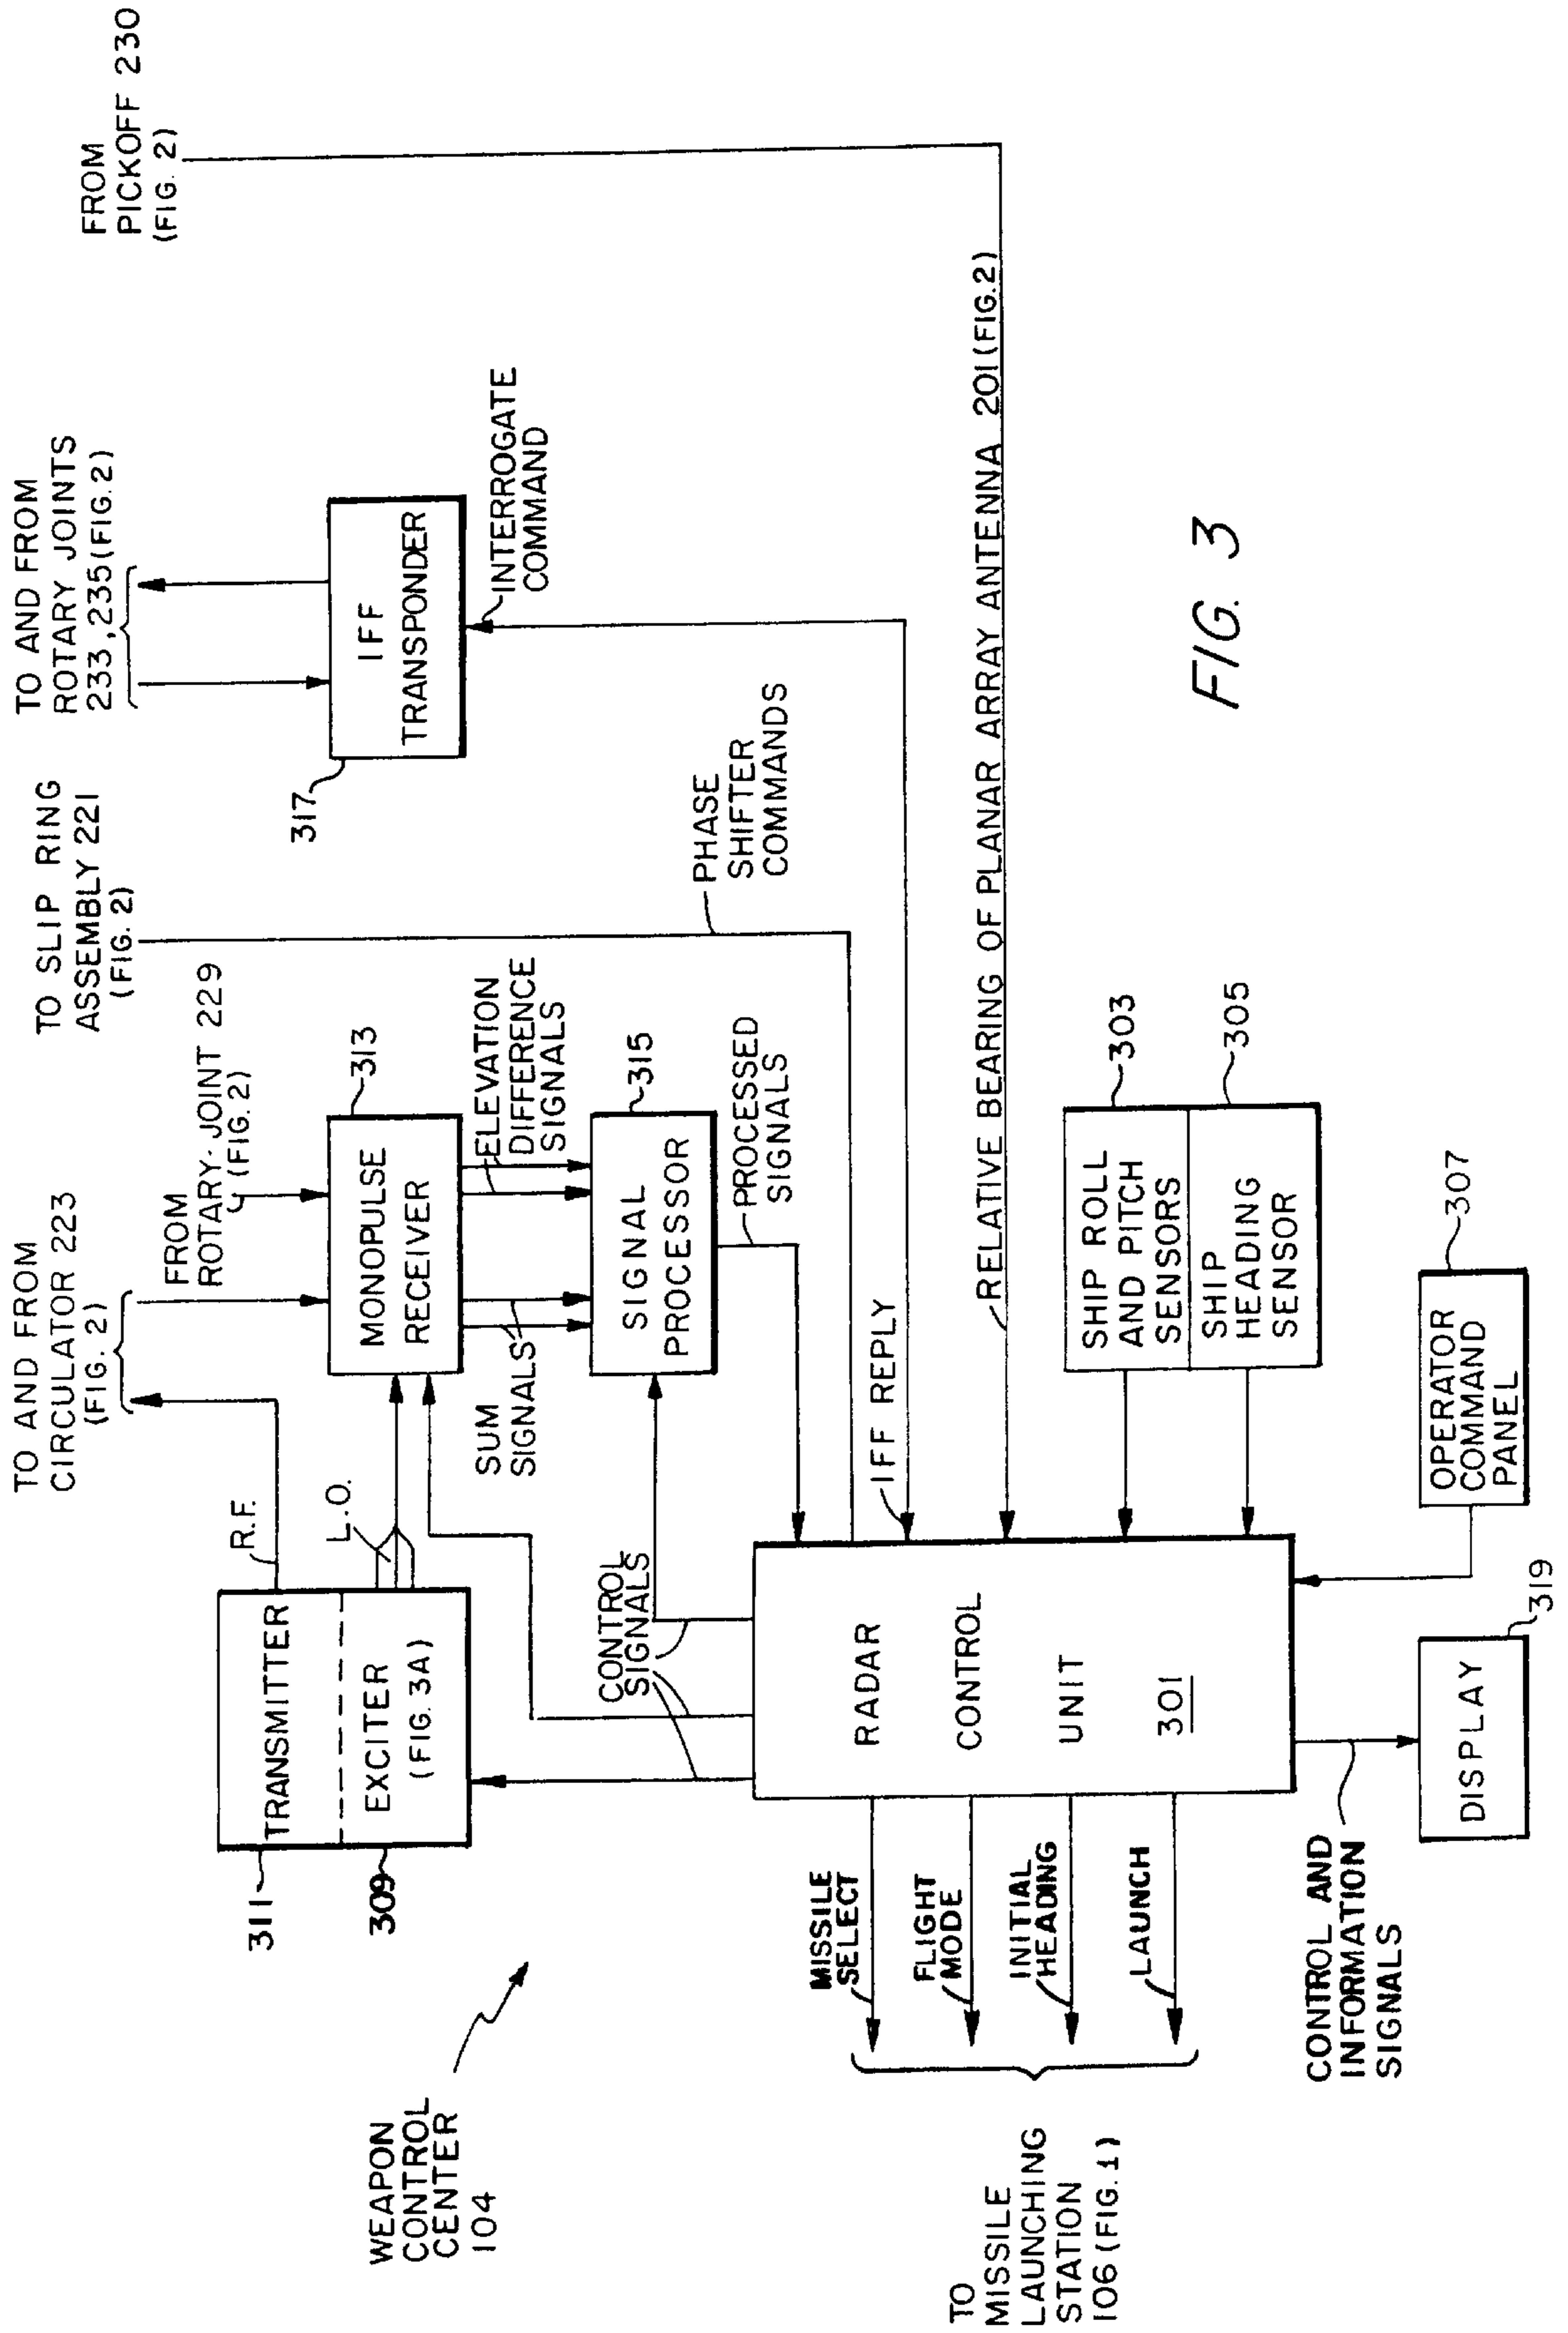 TO AND FROM
CIRCULATOR 223
(FIG. 2)
FROM
ROTARY-JOINT 229
(FIG. 2)
TO SLIP RING
ASSEMBLY 221
(FIG. 2)
TO AND FROM
ROTARY JOINTS
233, 235 (FIG. 2)
FROM
PICKOFF 230
(FIG. 2)
311
TRANSMITTER
R.F.
309
EXCITER
(FIG. 3A)
L.O.
MONOPULSE
RECEIVER
313
317
IFF
TRANSPONDER
INTERROGATE
COMMAND
SUM
SIGNALS
ELEVATION
DIFFERENCE
SIGNALS
WEAPON
CONTROL
CENTER
104
CONTROL
SIGNALS
SIGNAL
PROCESSOR
315
PROCESSED
SIGNALS
PHASE
SHIFTER
COMMANDS
MISSILE
SELECT
FLIGHT
MODE
INITIAL
HEADING
LAUNCH
TO
MISSILE
LAUNCHING
STATION
106 (FIG. 1)
RADAR
CONTROL
UNIT
301
IFF REPLY
RELATIVE BEARING OF PLANAR ARRAY ANTENNA 201 (FIG. 2)
SHIP ROLL
AND PITCH
SENSORS
303
SHIP
HEADING
SENSOR
305
CONTROL AND
INFORMATION
SIGNALS
DISPLAY
319
OPERATOR
COMMAND
PANEL
307
FIG. 3